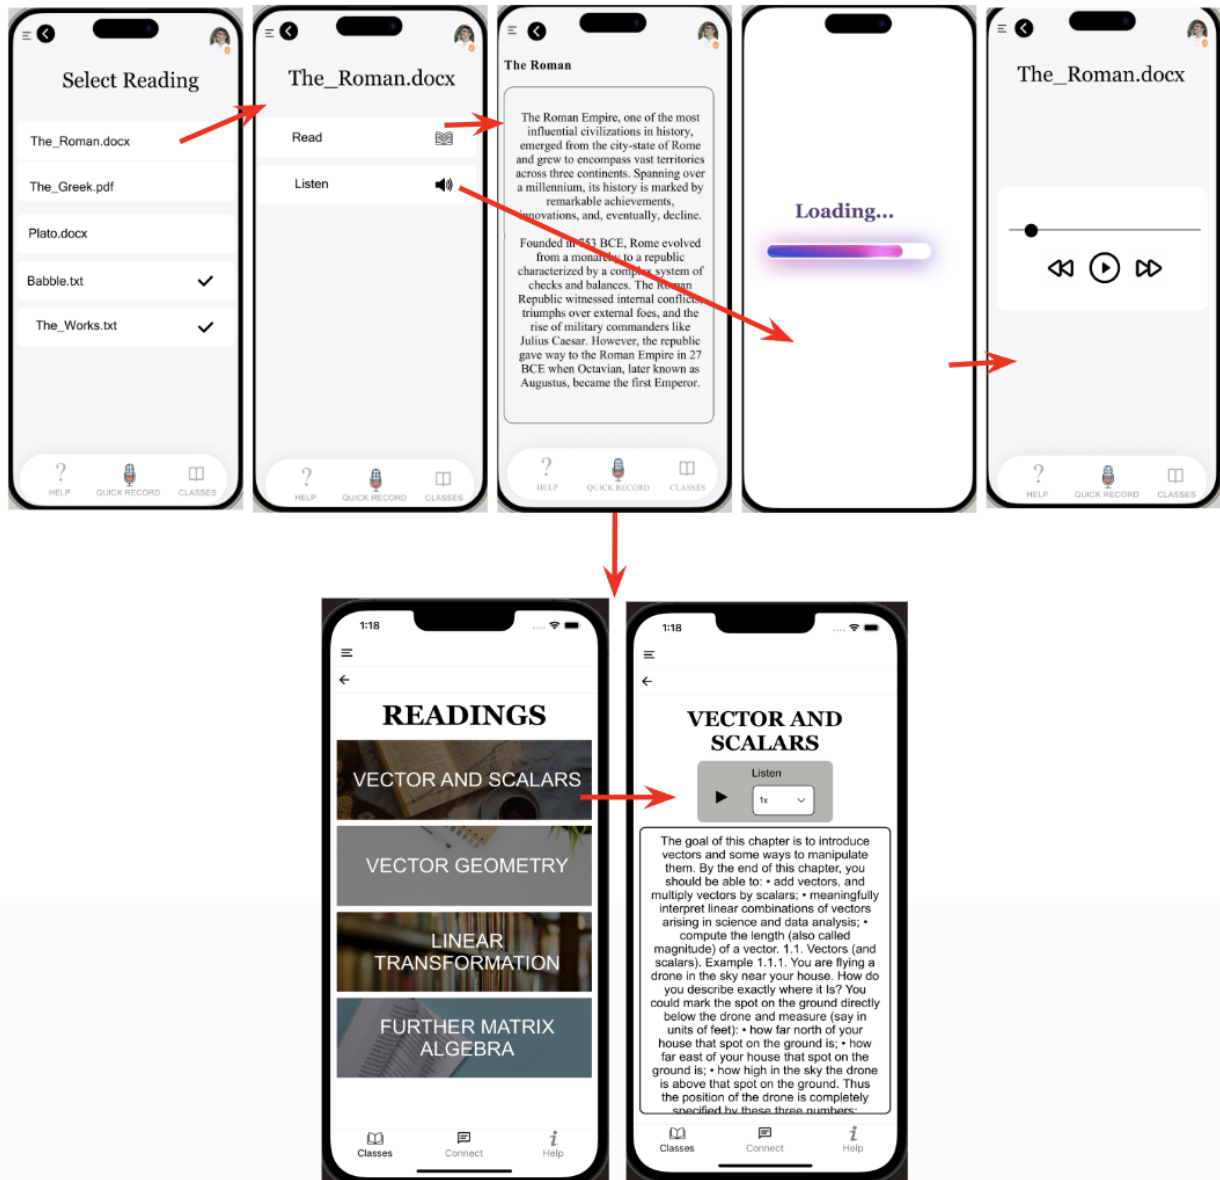 Select Reading
The_Roman.docx
The_Greek.pdf
Plato.docx
Babble.txt
The_Works.txt
?
HELP
QUICK RECORD
CLASSES
The_Roman.docx
Read
Listen
?
HELP
QUICK RECORD
CLASSES
The Roman
The Roman Empire, one of the most
influential civilizations in history,
emerged from the city-state of Rome
and grew to encompass vast territories
across three continents. Spanning over
a millennium, its history is marked by
remarkable achievements,
innovations, and, eventually, decline.
Founded in 753 BCE, Rome evolved
from a monarchy to a republic
characterized by a complex system of
checks and balances. The Roman
Republic witnessed internal conflicts,
triumphs over external foes, and the
rise of military commanders like
Julius Caesar. However, the republic
gave way to the Roman Empire in 27
BCE when Octavian, later known as
Augustus, became the first Emperor.
?
HELP
QUICK RECORD
CLASSES
Loading...
The_Roman.docx
?
HELP
QUICK RECORD
CLASSES
1:18
READINGS
VECTOR AND SCALARS
VECTOR GEOMETRY
LINEAR
TRANSFORMATION
FURTHER MATRIX
ALGEBRA
Classes
Connect
Help
1:18
VECTOR AND
SCALARS
Listen
1x
The goal of this chapter is to introduce
vectors and some ways to manipulate
them. By the end of this chapter, you
should be able to: • add vectors, and
multiply vectors by scalars; • meaningfully
interpret linear combinations of vectors
arising in science and data analysis; •
compute the length (also called
magnitude) of a vector. 1.1. Vectors (and
scalars). Example 1.1.1. You are flying a
drone in the sky near your house. How do
you describe exactly where it Is? You
could mark the spot on the ground directly
below the drone and measure (say in
units of feet): • how far north of your
house that spot on the ground is; • how
far east of your house that spot on the
ground is; • how high in the sky the drone
is above that spot on the ground. Thus
the position of the drone is completely
specified by these three numbers:
Classes
Connect
Help